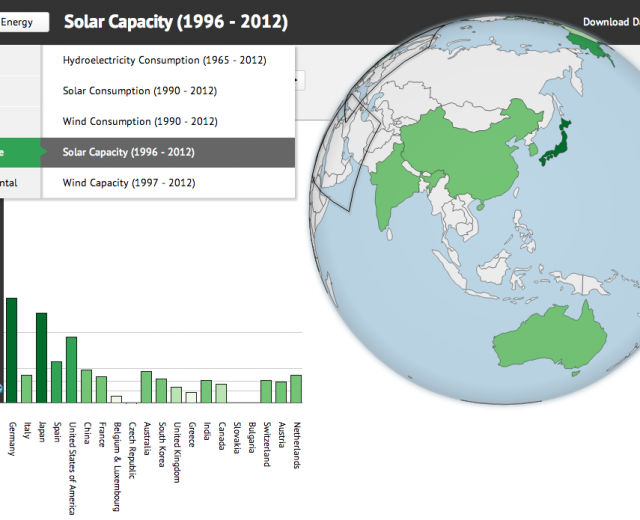 Energy
Solar Capacity (1996 - 2012)
Download Da
Hydroelectricity Consumption (1965 - 2012)
Solar Consumption (1990 - 2012)
Wind Consumption (1990 - 2012)
e
Solar Capacity (1996 - 2012)
ntal
Wind Capacity (1997 - 2012)
Germany
Italy
Japan
Spain
United States of America
China
France
Belgium & Luxembourg
Czech Republic
Australia
South Korea
United Kingdom
Greece
India
Canada
Slovakia
Bulgaria
Switzerland
Austria
Netherlands